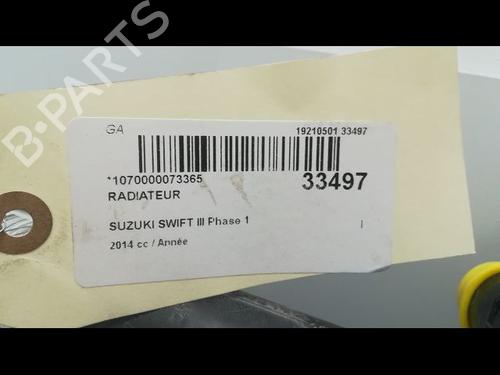 B-PARTS
GA
19210501 33497
*1070000073365
33497
RADIATEUR
SUZUKI SWIFT III Phase 1
I
2014 cc / Année